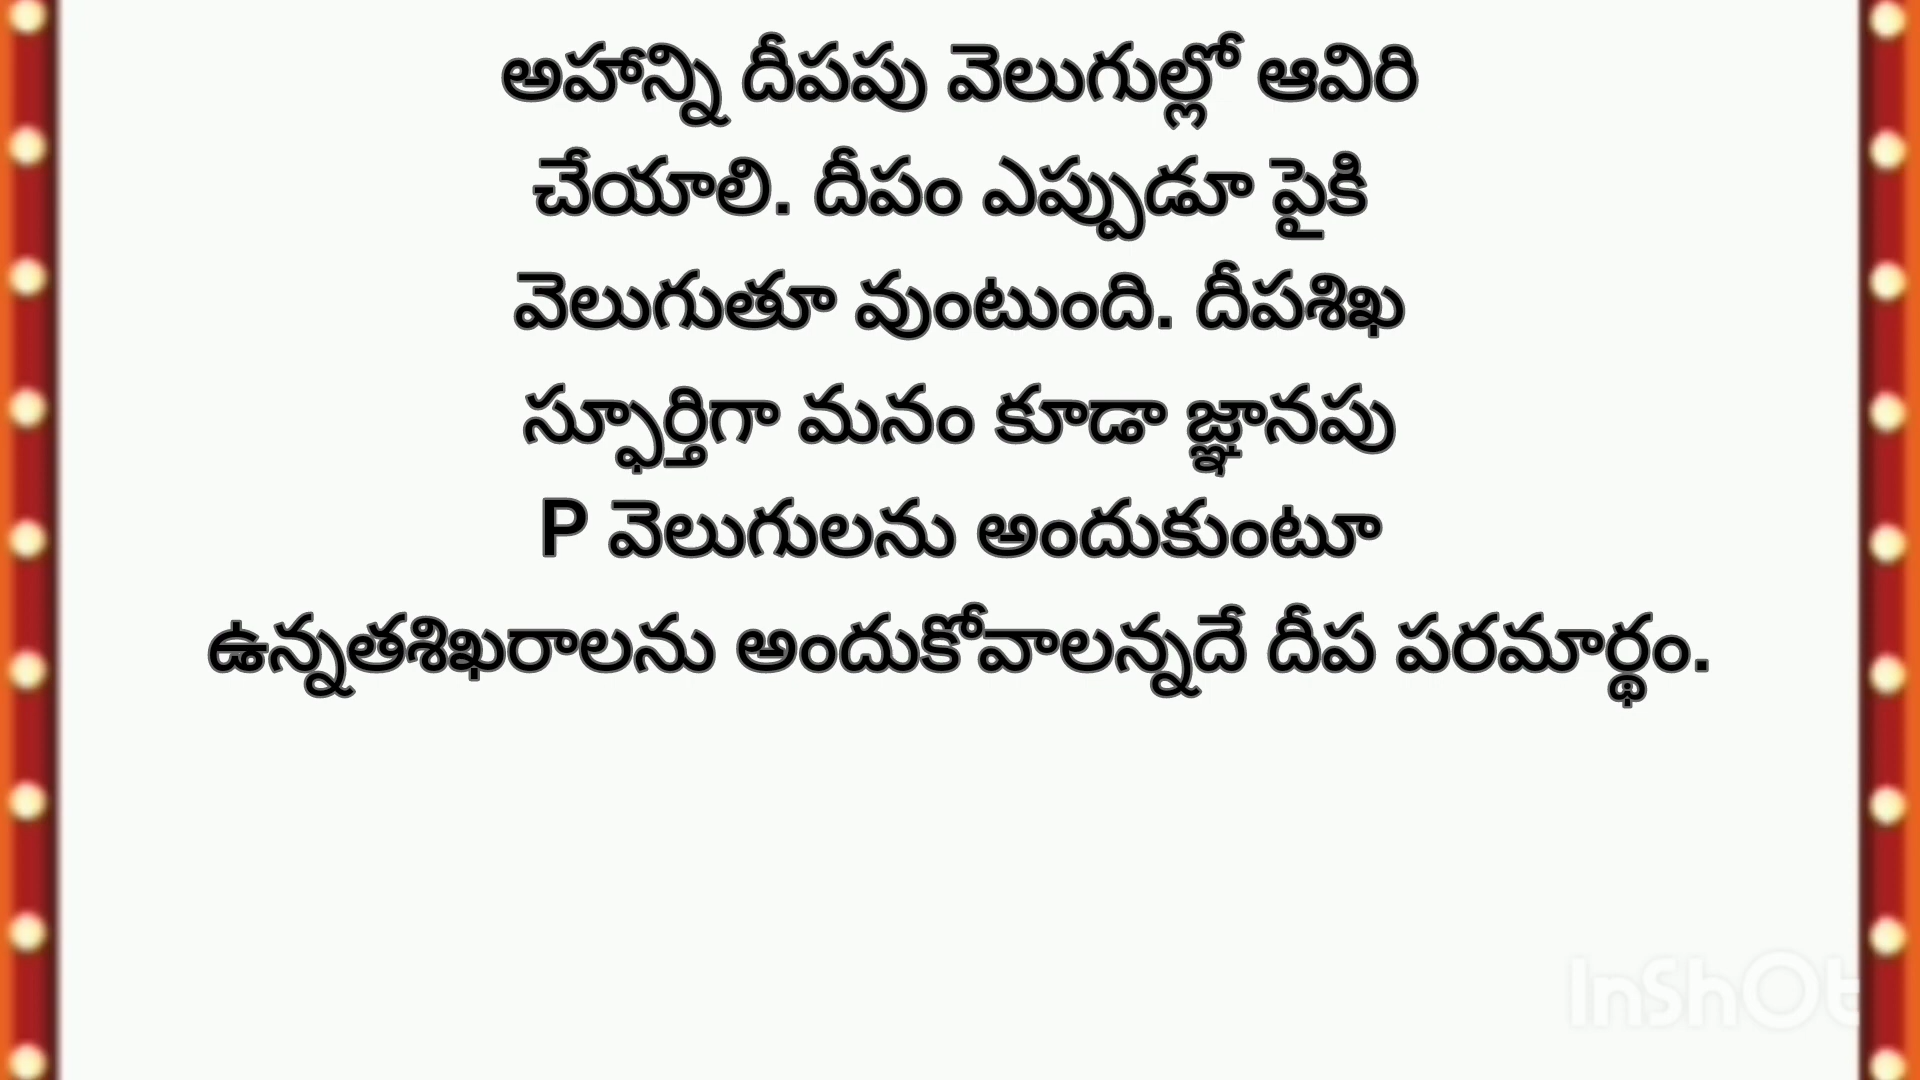 అహాన్ని దీపపు వెలుగుల్లో ఆవిరి
చేయాలి. దీపం ఎప్పుడూ పైకి
వెలుగుతూ వుంటుంది. దీపశిఖ
స్ఫూర్తిగా మనం కూడా జ్ఞానపు
P వెలుగులను అందుకుంటూ
ఉన్నతశిఖరాలను అందుకోవాలన్నదే దీప పరమార్థం.
InShOt